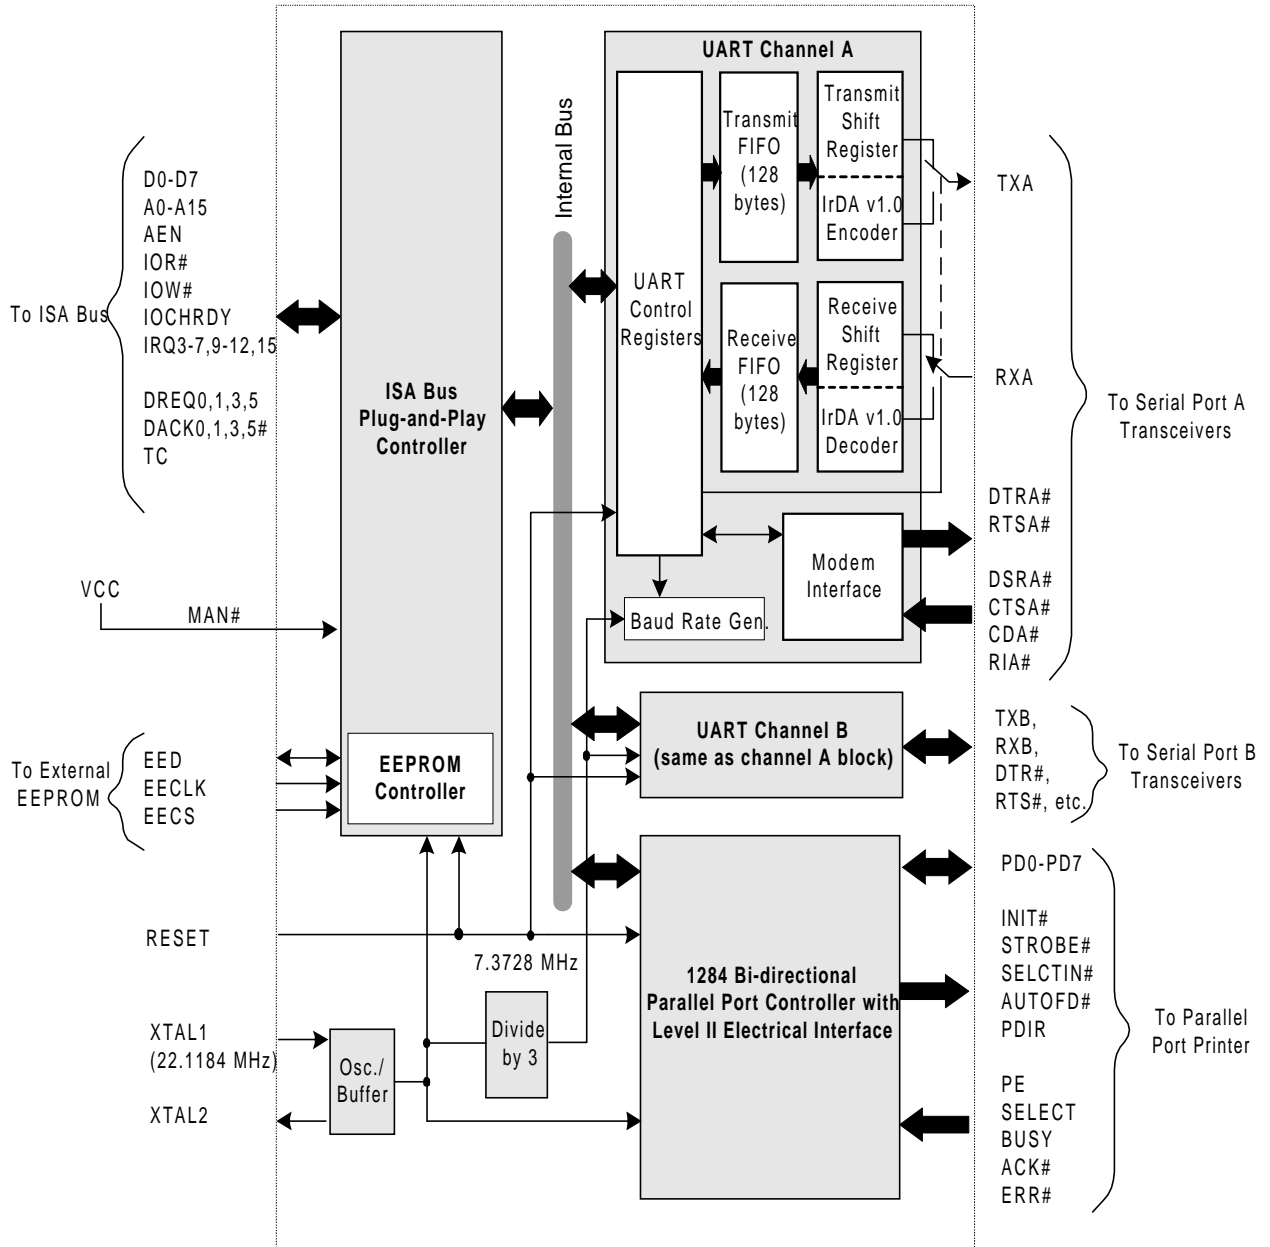 To ISA Bus
D0-D7
A0-A15
AEN
IOR#
IOW#
IOCHRDY
IRQ3-7,9-12,15
DREQ0,1,3,5
DACK0,1,3,5#
TC
VCC
MAN#
To External
EEPROM
EED
EECLK
EECS
RESET
XTAL1
(22.1184 MHz)
XTAL2
ISA Bus
Plug-and-Play
Controller
EEPROM
Controller
Osc./
Buffer
7.3728 MHz
Divide
by 3
Internal Bus
UART Channel A
UART
Control
Registers
Transmit
FIFO
(128
bytes)
Transmit
Shift
Register
IrDA v1.0
Encoder
Receive
FIFO
(128
bytes)
Receive
Shift
Register
IrDA v1.0
Decoder
Modem
Interface
Baud Rate Gen.
UART Channel B
(same as channel A block)
1284 Bi-directional
Parallel Port Controller with
Level II Electrical Interface
TXA
RXA
DTRA#
RTSA#
DSRA#
CTSA#
CDA#
RIA#
To Serial Port A
Transceivers
TXB,
RXB,
DTR#,
RTS#, etc.
To Serial Port B
Transceivers
PD0-PD7
INIT#
STROBE#
SELCTIN#
AUTOFD#
PDIR
PE
SELECT
BUSY
ACK#
ERR#
To Parallel
Port Printer